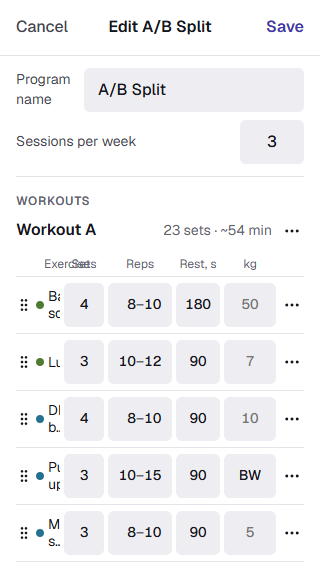 Cancel Edit A/B Split Save
Program name A/B Split
Sessions per week 3
WORKOUTS
Workout A 23 sets · ~54 min
Sets Reps Rest, s kg
4 8–10 180 50
3 10–12 90 7
4 8–10 90 10
3 10–15 90 BW
3 8–10 90 5